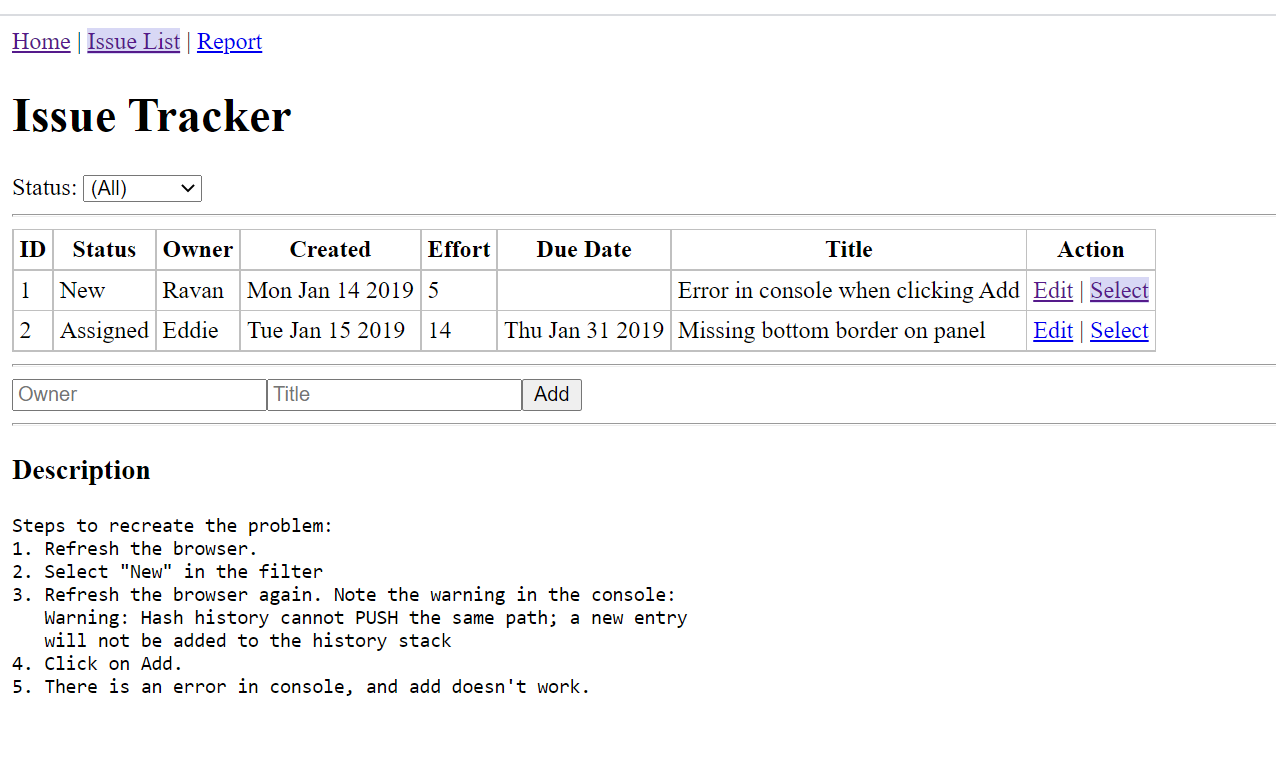 Home | Issue List | Report
Issue Tracker
Status: (All)
ID Status Owner Created Effort Due Date Title Action
1 New Ravan Mon Jan 14 2019 5 Error in console when clicking Add Edit | Select
2 Assigned Eddie Tue Jan 15 2019 14 Thu Jan 31 2019 Missing bottom border on panel Edit | Select
Owner Title Add
Description
Steps to recreate the problem:
1. Refresh the browser.
2. Select "New" in the filter
3. Refresh the browser again. Note the warning in the console:
Warning: Hash history cannot PUSH the same path; a new entry
will not be added to the history stack
4. Click on Add.
5. There is an error in console, and add doesn't work.